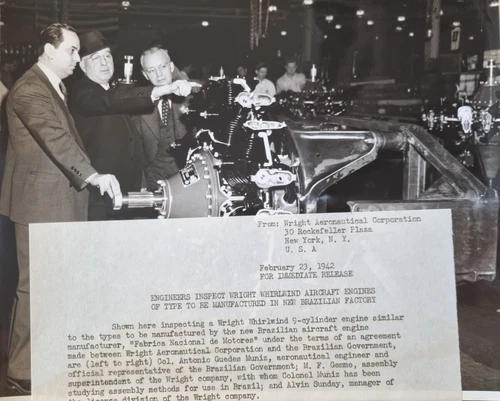 From: Wright Aeronautical Corporation
30 Rockefeller Plaza
New York, N. Y.
U. S. A
February 23, 1942
FOR IMMEDIATE RELEASE
ENGINEERS INSPECT WRIGHT WHIRLWIND AIRCRAFT ENGINES
OF TYPE TO BE MANUFACTURED IN NEW BRAZILIAN FACTORY
Shown here inspecting a Wright Whirlwind 9-cylinder engine similar
to the types to be manufactured by the new Brazilian aircraft engine
manufacturer, "Fabrica Nacional de Motores" under the terms of an agreement
made between Wright Aeronautical Corporation and the Brazilian Government,
are (left to right) Col. Antonio Guedes Muniz, aeronautical engineer and
official representative of the Brazilian Government; M. F. Gesme, assembly
superintendent of the Wright company, with whom Colonel Muniz has been
studying assembly methods for use in Brazil; and Alvin Sunday, manager of
the license division of the Wright company.